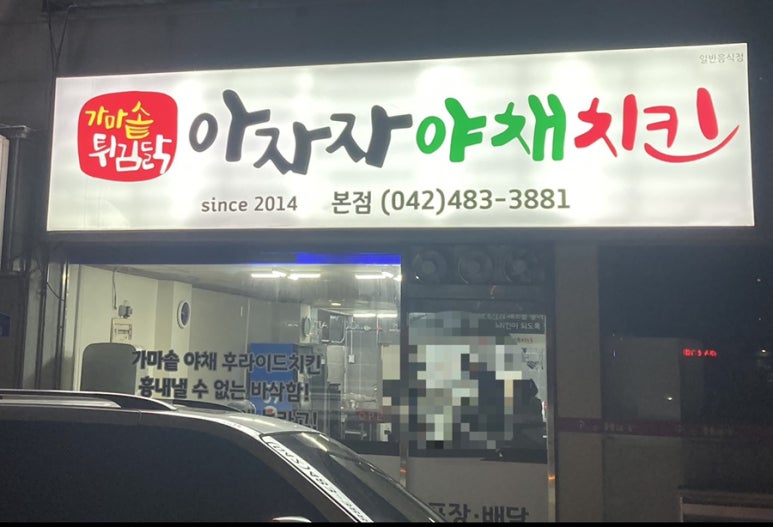 일반음식점
가마솥
튀김닭
아자자야채치킨
since 2014 본점 (042)483-3881
가마솥 야채 후라이드치킨
흉내낼 수 없는 바삭함!
포장·배달